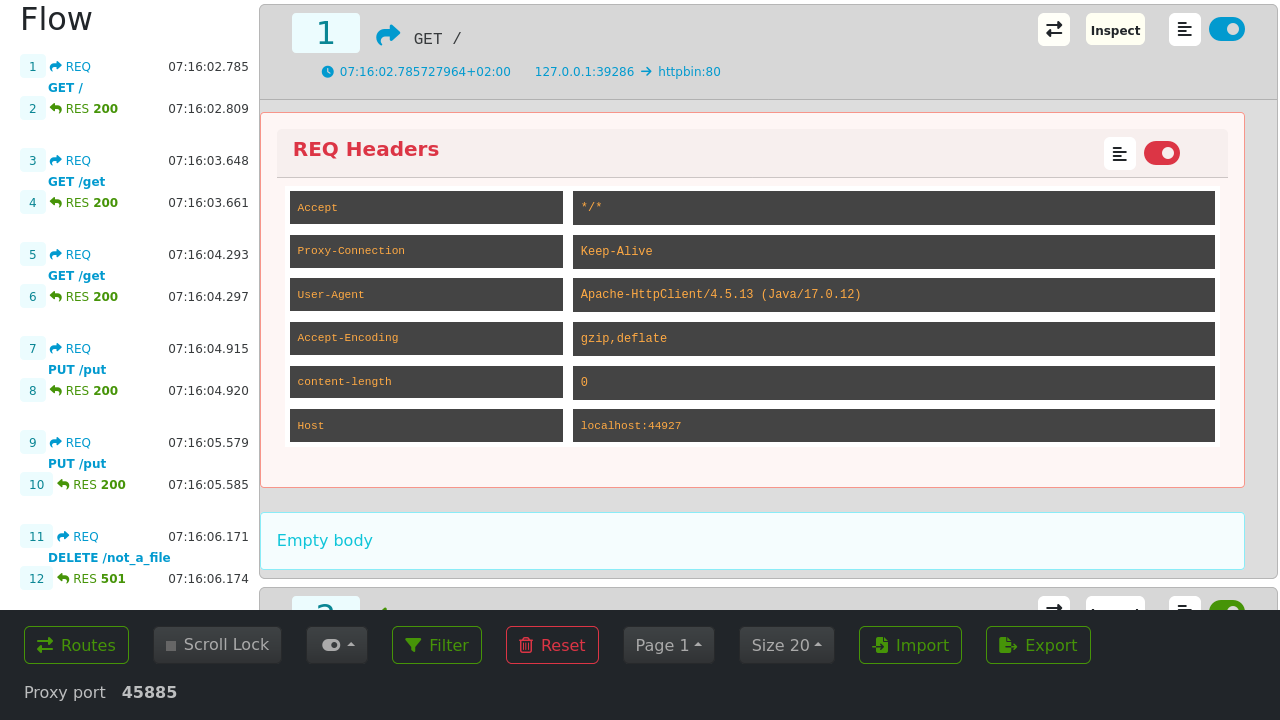 Flow
1 REQ 07:16:02.785
GET /
2 RES 200 07:16:02.809
3 REQ 07:16:03.648
GET /get
4 RES 200 07:16:03.661
5 REQ 07:16:04.293
GET /get
6 RES 200 07:16:04.297
7 REQ 07:16:04.915
PUT /put
8 RES 200 07:16:04.920
9 REQ 07:16:05.579
PUT /put
10 RES 200 07:16:05.585
11 REQ 07:16:06.171
DELETE /not_a_file
12 RES 501 07:16:06.174
1 GET / Inspect
07:16:02.785727964+02:00 127.0.0.1:39286 → httpbin:80
REQ Headers
Accept */*
Proxy-Connection Keep-Alive
User-Agent Apache-HttpClient/4.5.13 (Java/17.0.12)
Accept-Encoding gzip,deflate
content-length 0
Host localhost:44927
Empty body
Routes Scroll Lock Filter Reset Page 1 Size 20 Import Export
Proxy port 45885